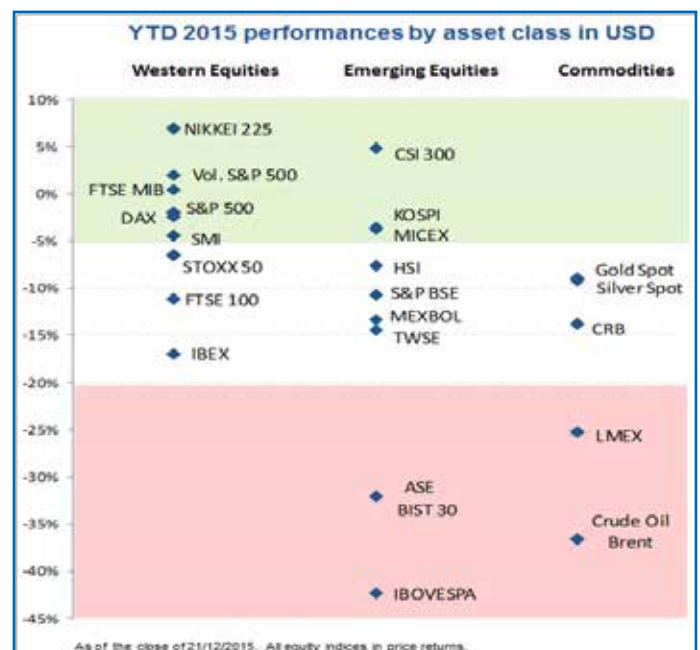 YTD 2015 performances by asset class in USD
Western Equities Emerging Equities Commodities
10%
NIKKEI 225
5%
CSI 300
Vol. S&P 500
FTSE MIB
0%
S&P 500
DAX
KOSPI
MICEX
-5%
SMI
STOXX 50
HSI
Gold Spot
Silver Spot
-10%
FTSE 100
S&P BSE
MEXBOL
CRB
-15%
TWSE
IBEX
-20%
-25%
LMEX
-30%
ASE
BIST 30
-35%
Crude Oil
Brent
-40%
IBOVESPA
-45%
As of the close of 21/12/2015. All equity indices in price returns.